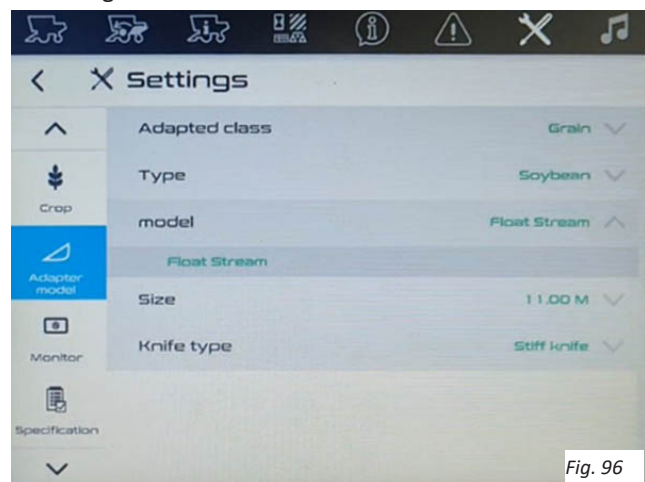 Settings
Adapted class Grain
Type Soybean
Crop
model Float Stream
Float Stream
Adapter
model
Size 11.00 M
Monitor
Knife type Stiff knife
Specification
Fig. 96